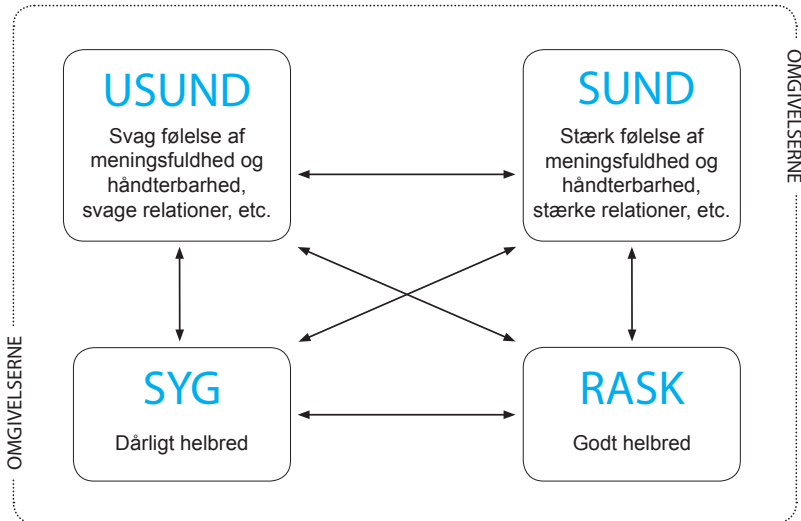 USUND
Svag følelse af
meningsfuldhed og
håndterbarhed,
svage relationer, etc.
SUND
Stærk følelse af
meningsfuldhed og
håndterbarhed,
stærke relationer, etc.
OMGIVELSERNE
OMGIVELSERNE
SYG
Dårligt helbred
RASK
Godt helbred